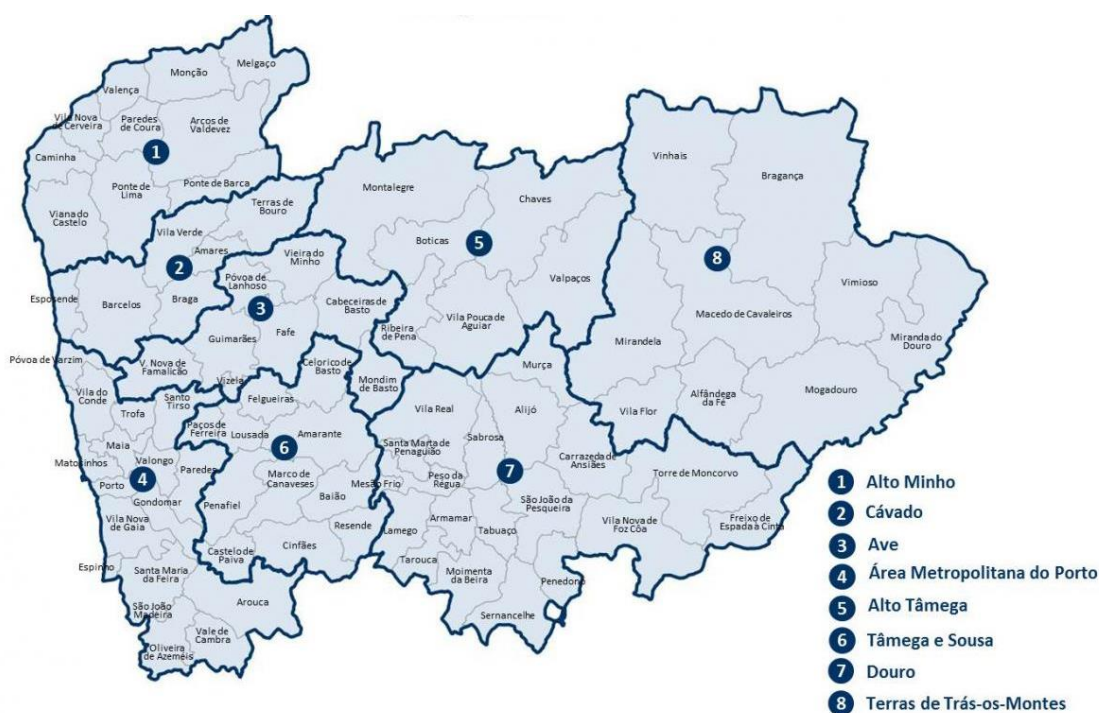 Melgaço
Monção
Valença
Vila Nova
de Cerveira
Paredes
de Coura
Arcos de
Valdevez
Caminha
1
Ponte de
Lima
Ponte de Barca
Viana do
Castelo
Terras de
Bouro
Vila Verde
Amares
2
Esposende
Barcelos
Braga
Vieira do
Minho
Póvoa de
Lanhoso
3
Cabeceiras de
Basto
Guimarães
Fafe
V. Nova de
Famalicão
Vizela
Mondim
de Basto
Montalegre
Chaves
Boticas
5
Valpaços
Vila Pouca de
Aguiar
Ribeira
de Pena
Vinhais
Bragança
8
Vimioso
Macedo de Cavaleiros
Miranda do
Douro
Mirandela
Mogadouro
Alfândega
da Fé
Vila Flor
Póvoa de Varzim
Vila do
Conde
Santo
Tirso
Trofa
Maia
Matosinhos
Valongo
Paredes
Porto
4
Gondomar
Vila Nova
de Gaia
Espinho
Santa Maria
da Feira
Arouca
São João
Madeira
Vale de
Cambra
Oliveira
de Azeméis
Celorico de
Basto
Felgueiras
Paços de
Ferreira
Lousada
6
Amarante
Marco de
Canaveses
Baião
Penafiel
Resende
Cinfães
Castelo de
Paiva
Murça
Vila Real
Alijó
Sabrosa
Santa Marta de
Penaguião
Carrazeda de
Ansiães
7
Peso da
Régua
Mesão Frio
Torre de Moncorvo
São João da
Pesqueira
Armamar
Tabuaço
Lamego
Vila Nova de
Foz Côa
Freixo de
Espada à Cinta
Tarouca
Moimenta
da Beira
Penedono
Sernancelhe
1 Alto Minho
2 Cávado
3 Ave
4 Área Metropolitana do Porto
5 Alto Tâmega
6 Tâmega e Sousa
7 Douro
8 Terras de Trás-os-Montes